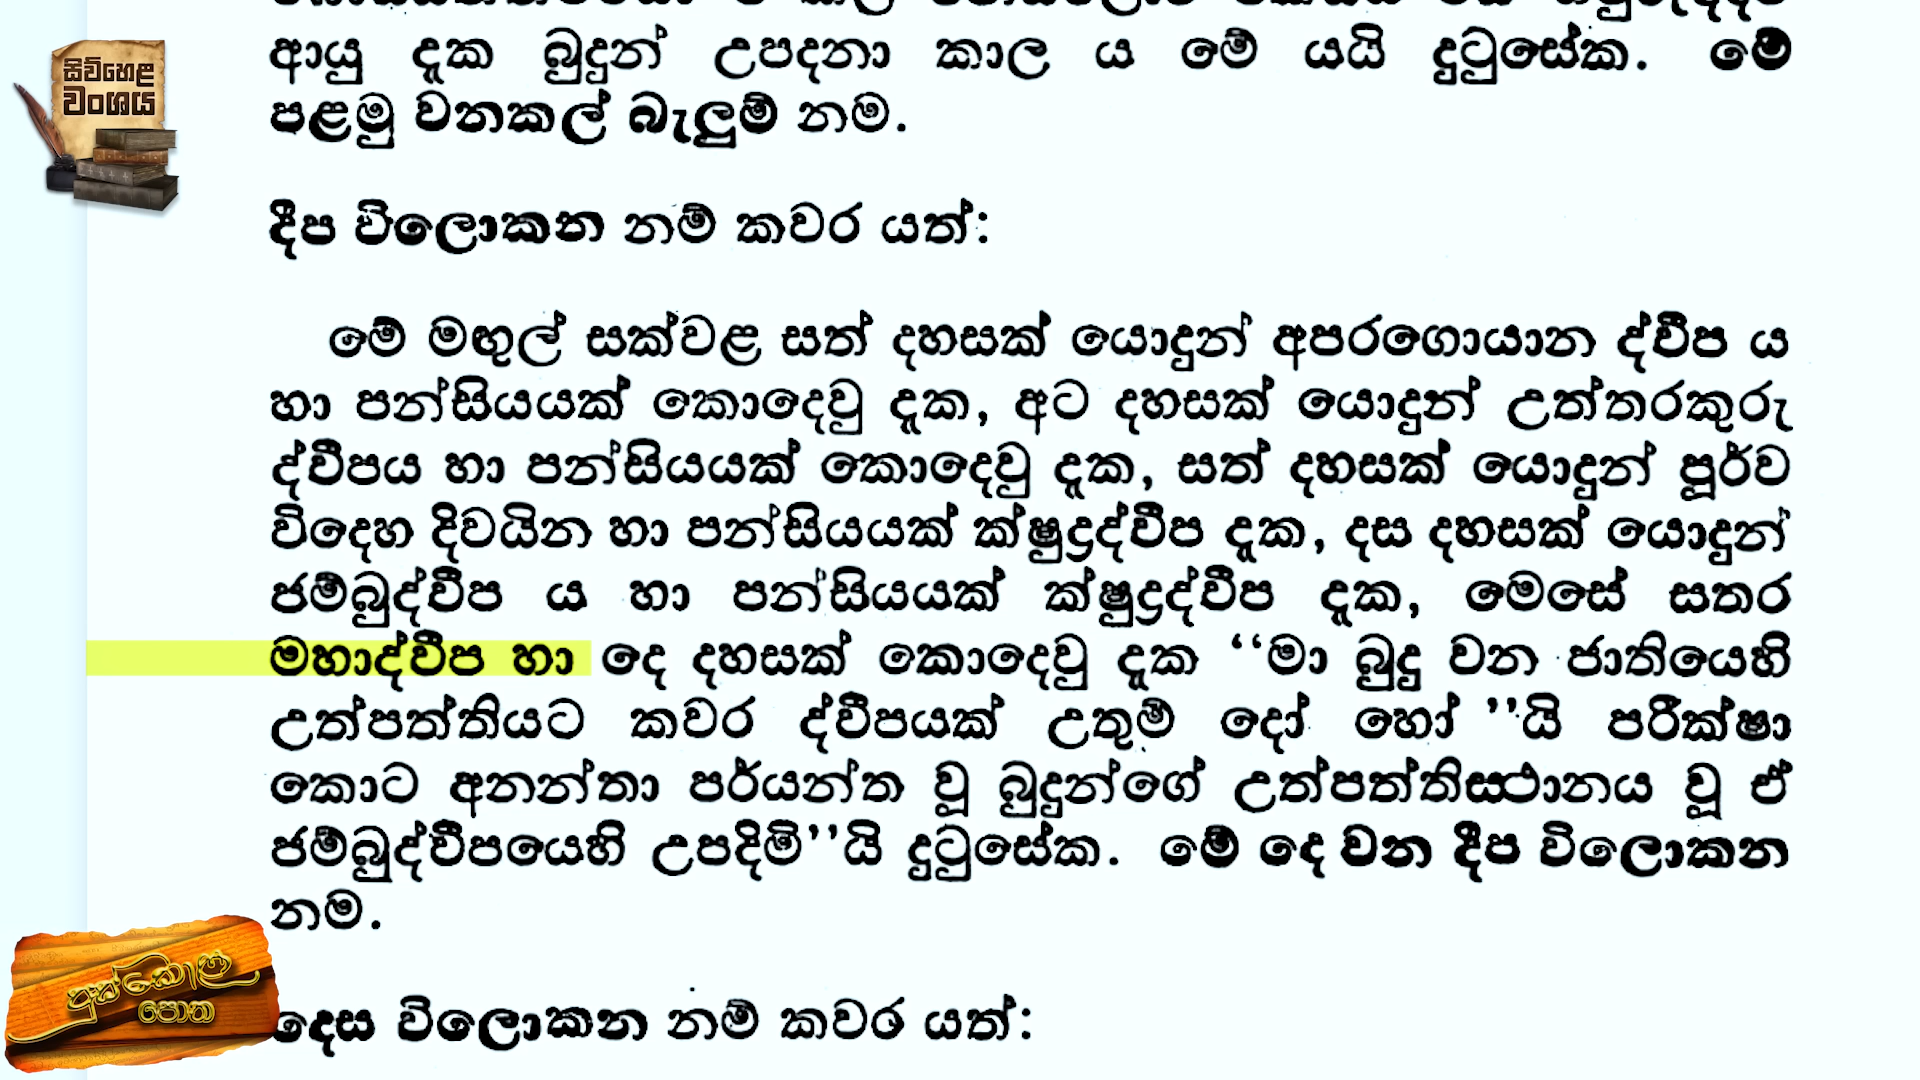 ආයු දැක බුදුන් උපදනා කාල ය මේ යයි දුටුසේක. මේ
පළමු වනකල් බැලුම් නම.
දීප විලොකන නම් කවර යත්:
මේ මඟුල් සක්වළ සත් දහසක් යොදුන් අපරගොයාන ද්වීප ය
හා පන්සියයක් කොදෙවු දැක, අට දහසක් යොදුන් උත්තරකුරු
ද්වීපය හා පන්සියයක් කොදෙවු දැක, සත් දහසක් යොදුන් පූර්ව
විදෙහ දිවයින හා පන්සියයක් ක්ෂුද්‍රද්වීප දැක, දස දහසක් යොදුන්
ජම්බුද්වීප ය හා පන්සියයක් ක්ෂුද්‍රද්වීප දැක, මෙසේ සතර
මහාද්වීප හා දෙ දහසක් කොදෙවු දැක ‘‘මා බුදු වන ජාතියෙහි
උත්පත්තියට කවර ද්වීපයක් උතුම් දෝ හෝ ’’යි පරීක්ෂා
කොට අනන්තා පර්යන්ත වූ බුදුන්ගේ උත්පත්තිස්ථානය වූ ඒ
ජම්බුද්වීපයෙහි උපදිමි’’යි දුටුසේක. මේ දෙ වන දීප විලොකන
නම.
දෙස විලොකන නම් කවර යත්:
සිව්හෙළ
වංශය
පුස්කොළ
පොත